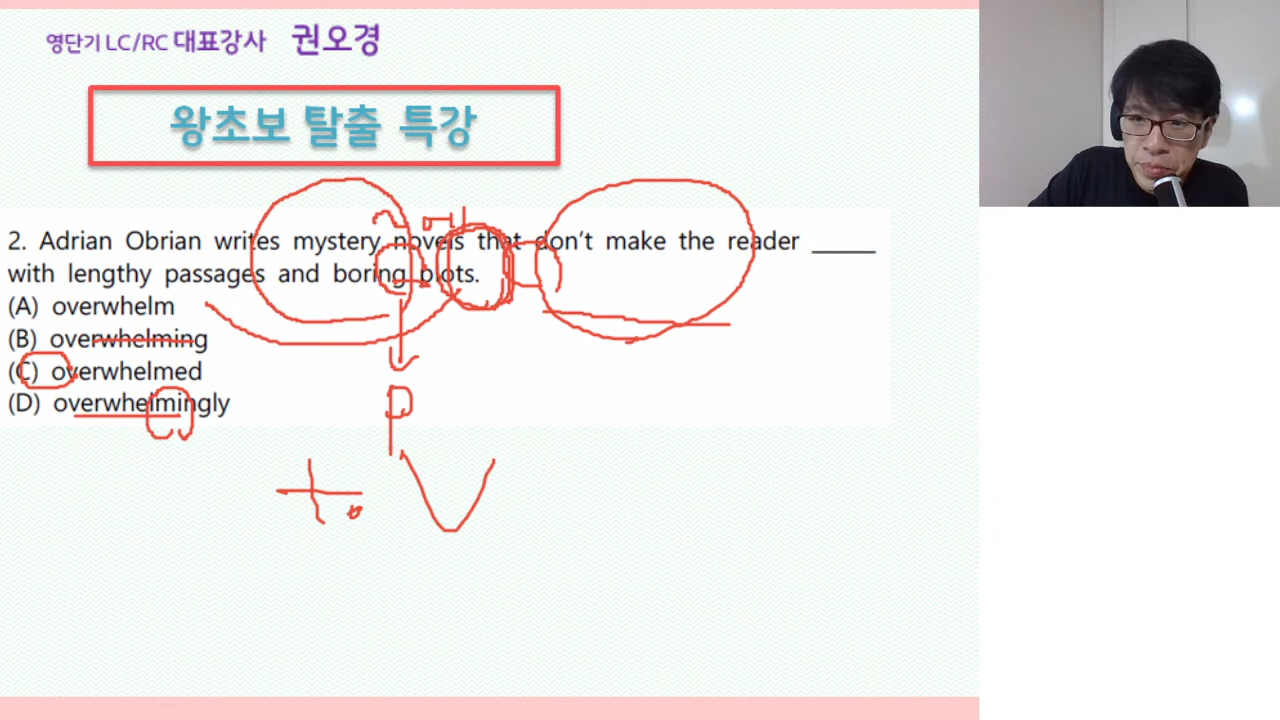 영단기 LC/RC 대표강사 권오경
왕초보 탈출 특강
2. Adrian Obrian writes mystery novels that don't make the reader _____
with lengthy passages and boring plots.
(A) overwhelm
(B) overwhelming
(C) overwhelmed
(D) overwhelmingly